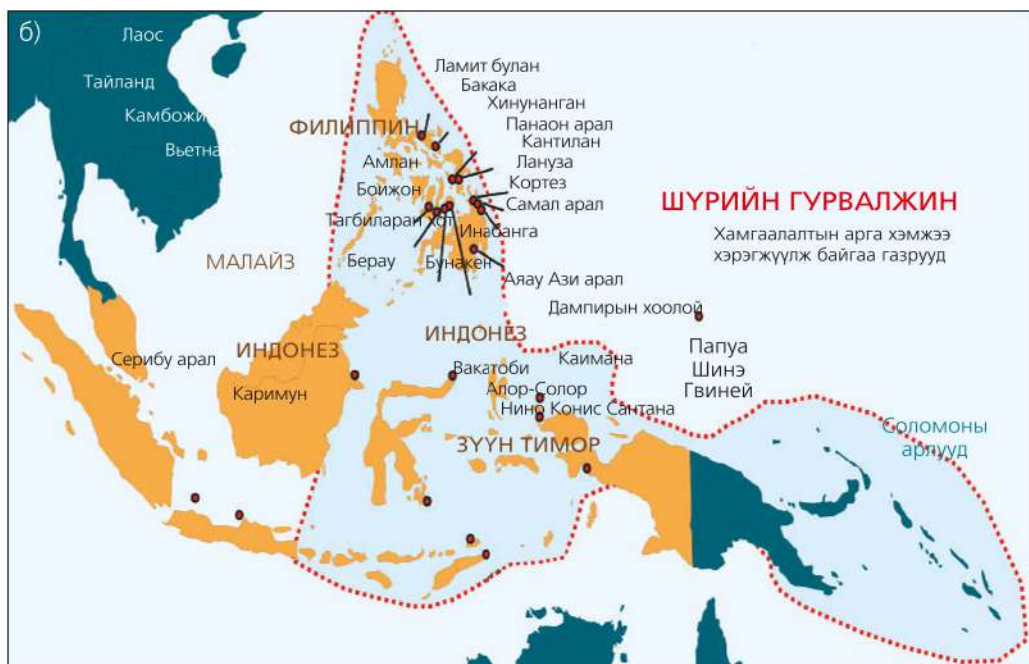 б)
Лаос
Тайланд
Камбожи
Вьетнам
ФИЛИППИН
Ламит булан
Бакака
Хинунанган
Панаон арал
Кантилан
Лануза
Кортез
Самал арал
Амлан
Боижон
Тагбиларан хот
Инабанга
Берау
Бунакен
Аяау Ази арал
МАЛАЙЗ
ШҮРИЙН ГУРВАЛЖИН
Хамгаалалтын арга хэмжээ
хэрэгжүүлж байгаа газрууд
Дампирын хоолой
Папуа
Шинэ
Гвиней
ИНДОНЕЗ
ИНДОНЕЗ
Серибу арал
Каримун
Вакатоби
Каимана
Алор-Солор
Нино Конис Сантана
ЗҮҮН ТИМОР
Соломоны
арлууд